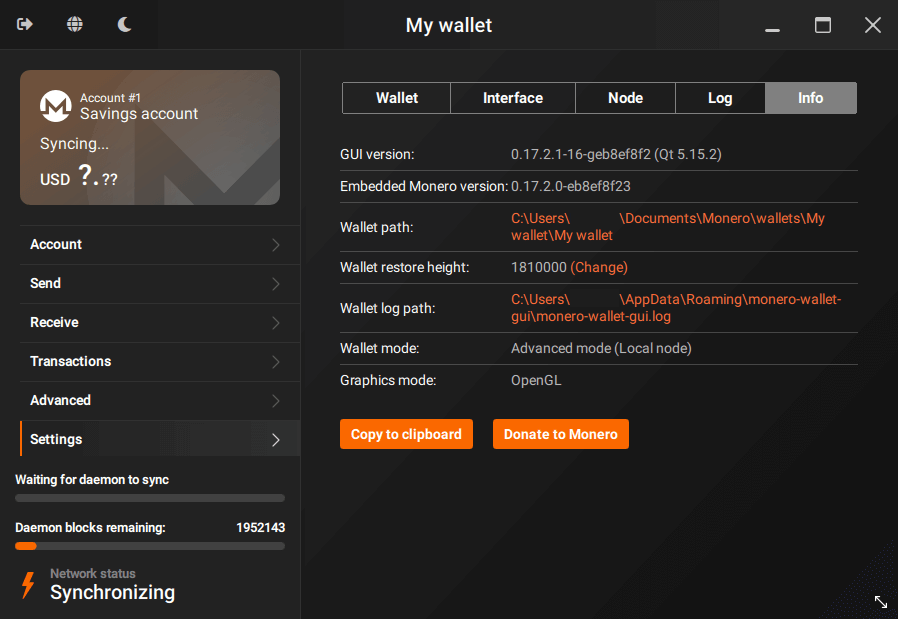 My wallet
Account #1
Savings account
Syncing...
USD ?.??
Account
Send
Receive
Transactions
Advanced
Settings
Waiting for daemon to sync
Daemon blocks remaining: 1952143
Network status
Synchronizing
Wallet Interface Node Log Info
GUI version: 0.17.2.1-16-geb8ef8f2 (Qt 5.15.2)
Embedded Monero version: 0.17.2.0-eb8ef8f23
Wallet path: C:\Users\ \Documents\Monero\wallets\My
wallet\My wallet
Wallet restore height: 1810000 (Change)
Wallet log path: C:\Users\ \AppData\Roaming\monero-wallet-
gui\monero-wallet-gui.log
Wallet mode: Advanced mode (Local node)
Graphics mode: OpenGL
Copy to clipboard Donate to Monero